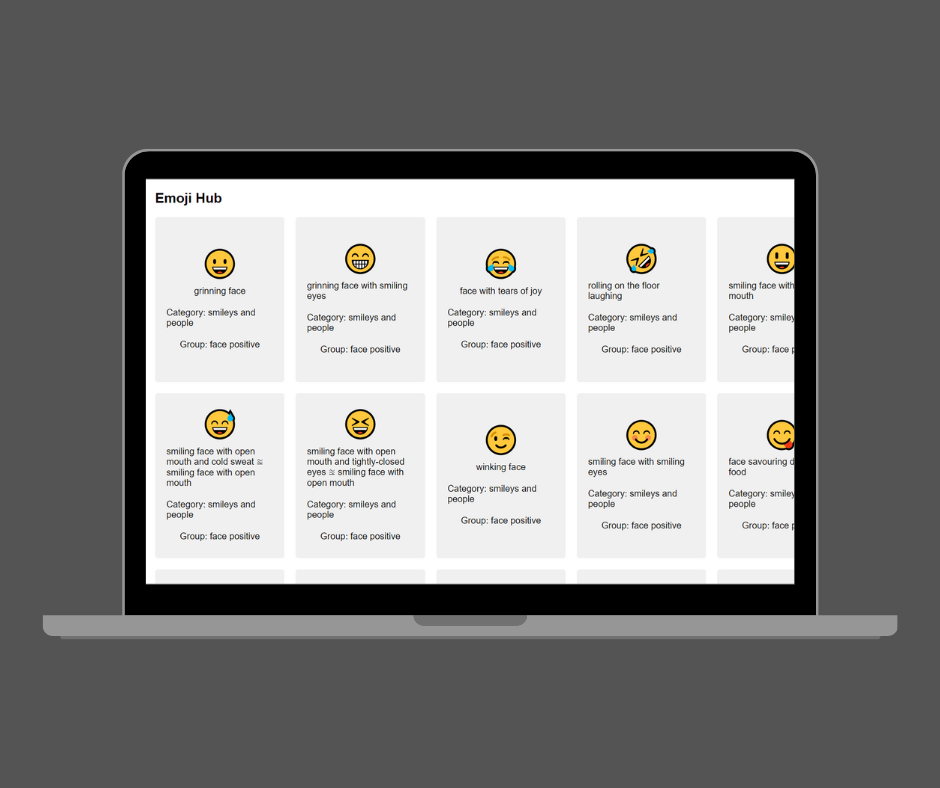 Emoji Hub
grinning face
Category: smileys and
people
Group: face positive
grinning face with smiling
eyes
Category: smileys and
people
Group: face positive
face with tears of joy
Category: smileys and
people
Group: face positive
rolling on the floor
laughing
Category: smileys and
people
Group: face positive
smiling face with
mouth
Category: smiley
people
Group: face p
smiling face with open
mouth and cold sweat ≅
smiling face with open
mouth
Category: smileys and
people
Group: face positive
smiling face with open
mouth and tightly-closed
eyes ≅ smiling face with
open mouth
Category: smileys and
people
Group: face positive
winking face
Category: smileys and
people
Group: face positive
smiling face with smiling
eyes
Category: smileys and
people
Group: face positive
face savouring d
food
Category: smiley
people
Group: face p